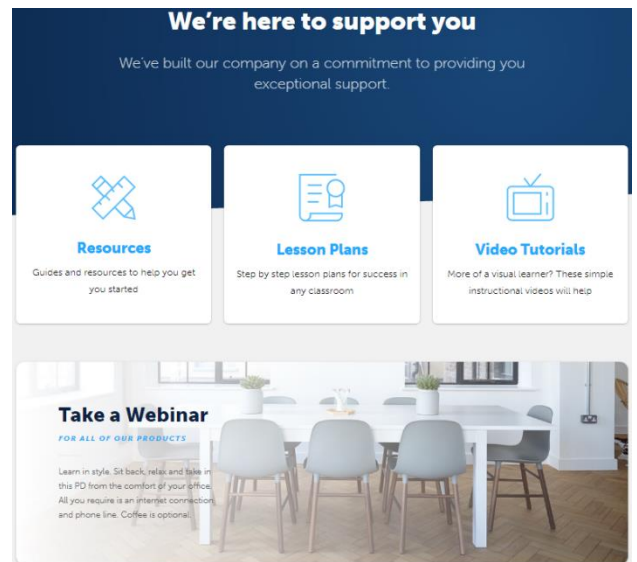 We're here to support you
We've built our company on a commitment to providing you
exceptional support.
Resources
Guides and resources to help you get
you started
Lesson Plans
Step by step lesson plans for success in
any classroom
Video Tutorials
More of a visual learner? These simple
instructional videos will help
Take a Webinar
FOR ALL OF OUR PRODUCTS
Learn in style. Sit back, relax and take in
this PD from the comfort of your office.
All you require is an internet connection
and phone line. Coffee is optional.